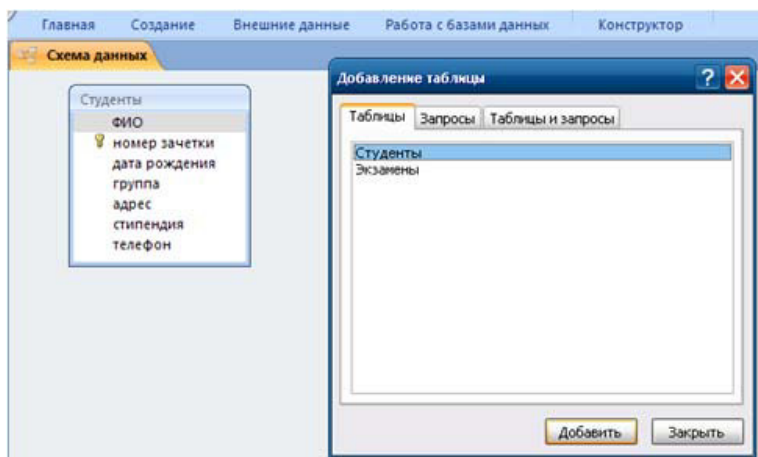 Главная Создание Внешние данные Работа с базами данных Конструктор
Схема данных
Студенты
ФИО
номер зачетки
дата рождения
группа
адрес
стипендия
телефон
Добавление таблицы
Таблицы Запросы Таблицы и запросы
Студенты
Экзамены
Добавить Закрыть